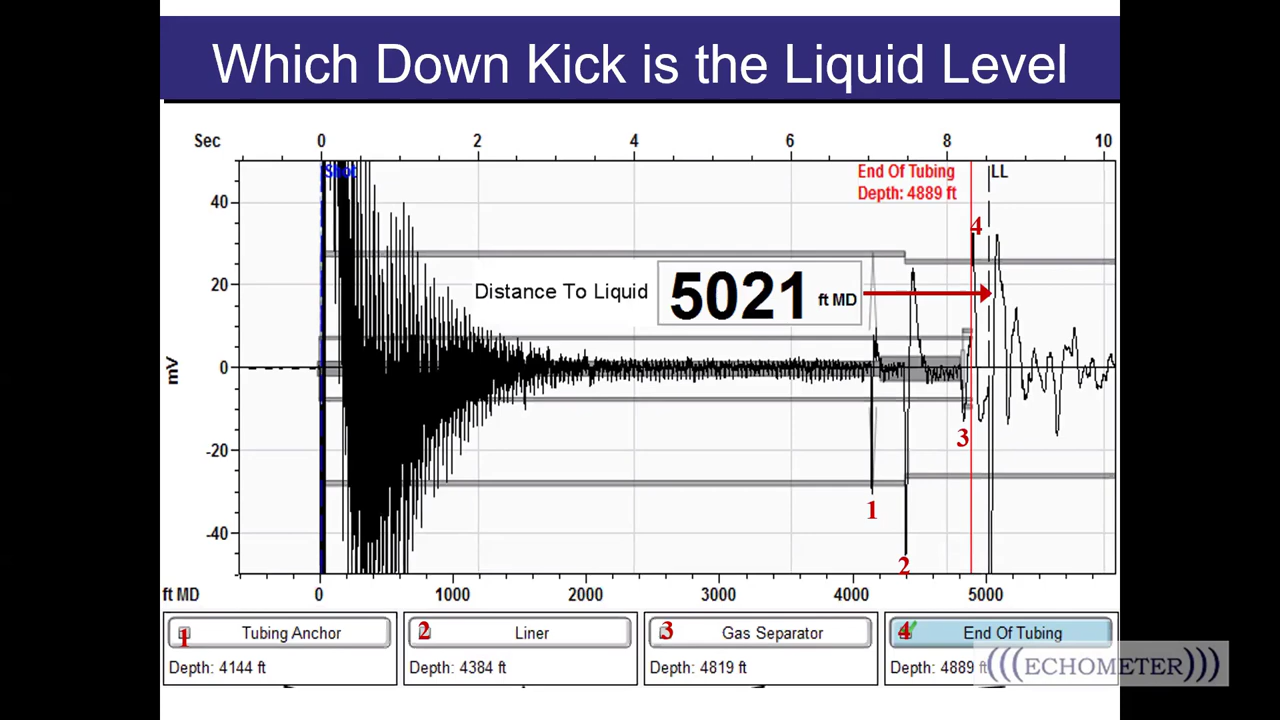 Which Down Kick is the Liquid Level
Sec 0 2 4 6 8 10
Shot
End Of Tubing
Depth: 4889 ft
LL
4
40
20
0
-20
-40
mV
Distance To Liquid 5021 ft MD
3
1
2
ft MD 0 1000 2000 3000 4000 5000
1 Tubing Anchor
Depth: 4144 ft
2 Liner
Depth: 4384 ft
3 Gas Separator
Depth: 4819 ft
4 End Of Tubing
Depth: 4889 ft
(((ECHOMETER)))